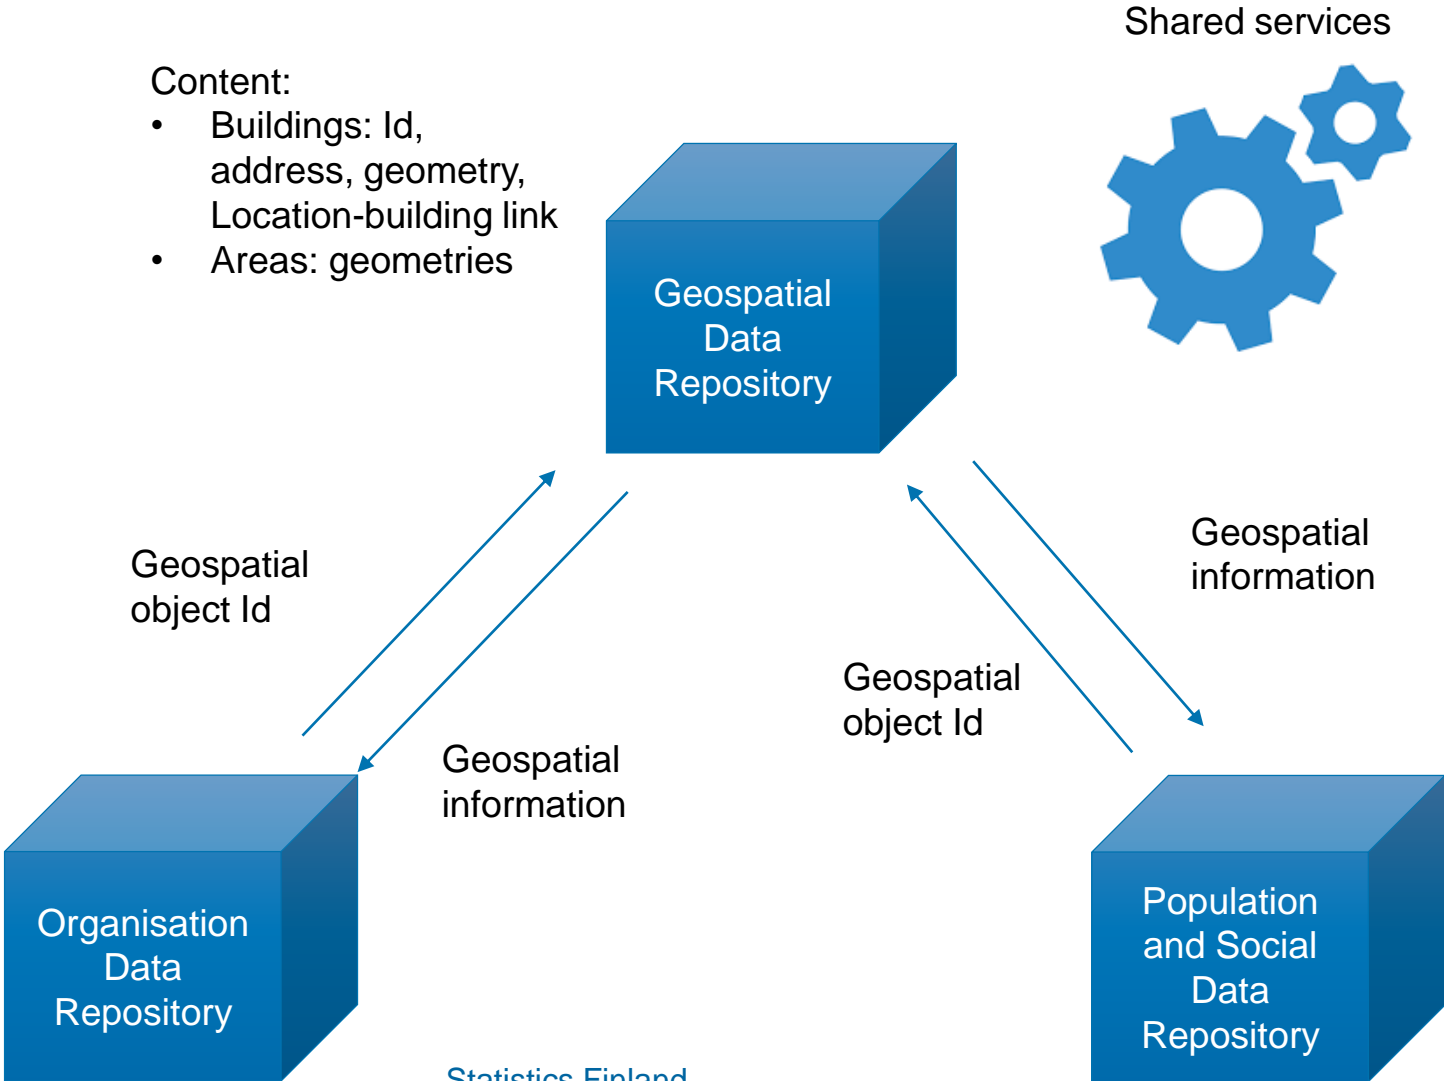 Shared services
Content:
• Buildings: Id,
address, geometry,
Location-building link
• Areas: geometries
Geospatial
Data
Repository
Geospatial
object Id
Geospatial
information
Geospatial
information
Geospatial
object Id
Organisation
Data
Repository
Population
and Social
Data
Repository
Statistics Finland